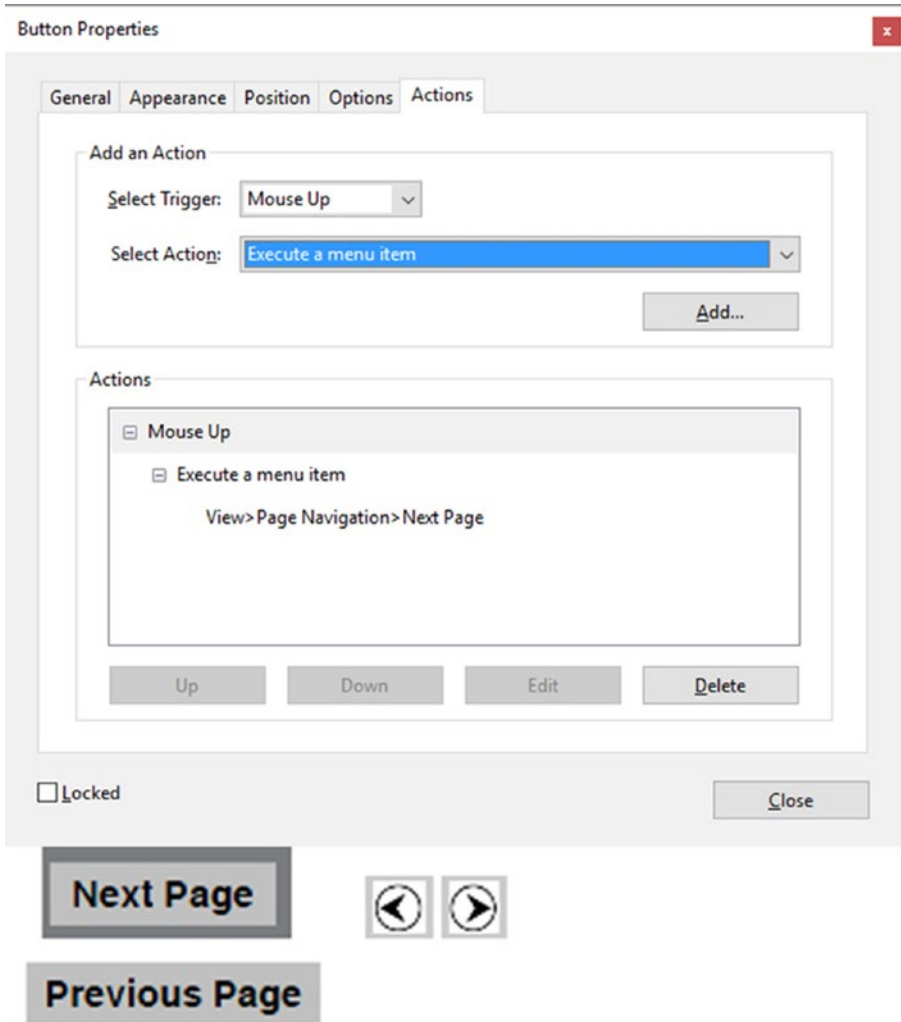 Button Properties
x
General Appearance Position Options Actions
Add an Action
Select Trigger: Mouse Up
Select Action: Execute a menu item
Add...
Actions
Mouse Up
Execute a menu item
View>Page Navigation>Next Page
Up Down Edit Delete
Locked
Close
Next Page
Previous Page